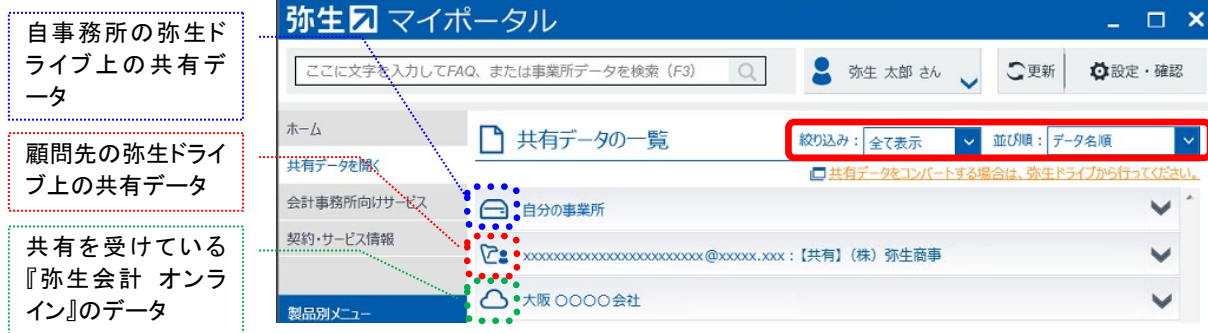 自事務所の弥生ド
ライブ上の共有デ
ータ
顧問先の弥生ドライ
ブ上の共有データ
共有を受けている
『弥生会計 オンラ
イン』のデータ
弥生 マイポータル
ここに文字を入力してFAQ、または事業所データを検索（F3）
弥生 太郎 さん
更新
設定・確認
ホーム
共有データを開く
会計事務所向けサービス
契約・サービス情報
製品別メニュー
共有データの一覧
絞り込み： 全て表示
並び順： データ名順
共有データをコンバートする場合は、弥生ドライブから行ってください。
自分の事業所
xxxxxxxxxxxxxxxxxxxxxxxxx@xxxxx.xxx：【共有】（株）弥生商事
大阪 〇〇〇〇会社